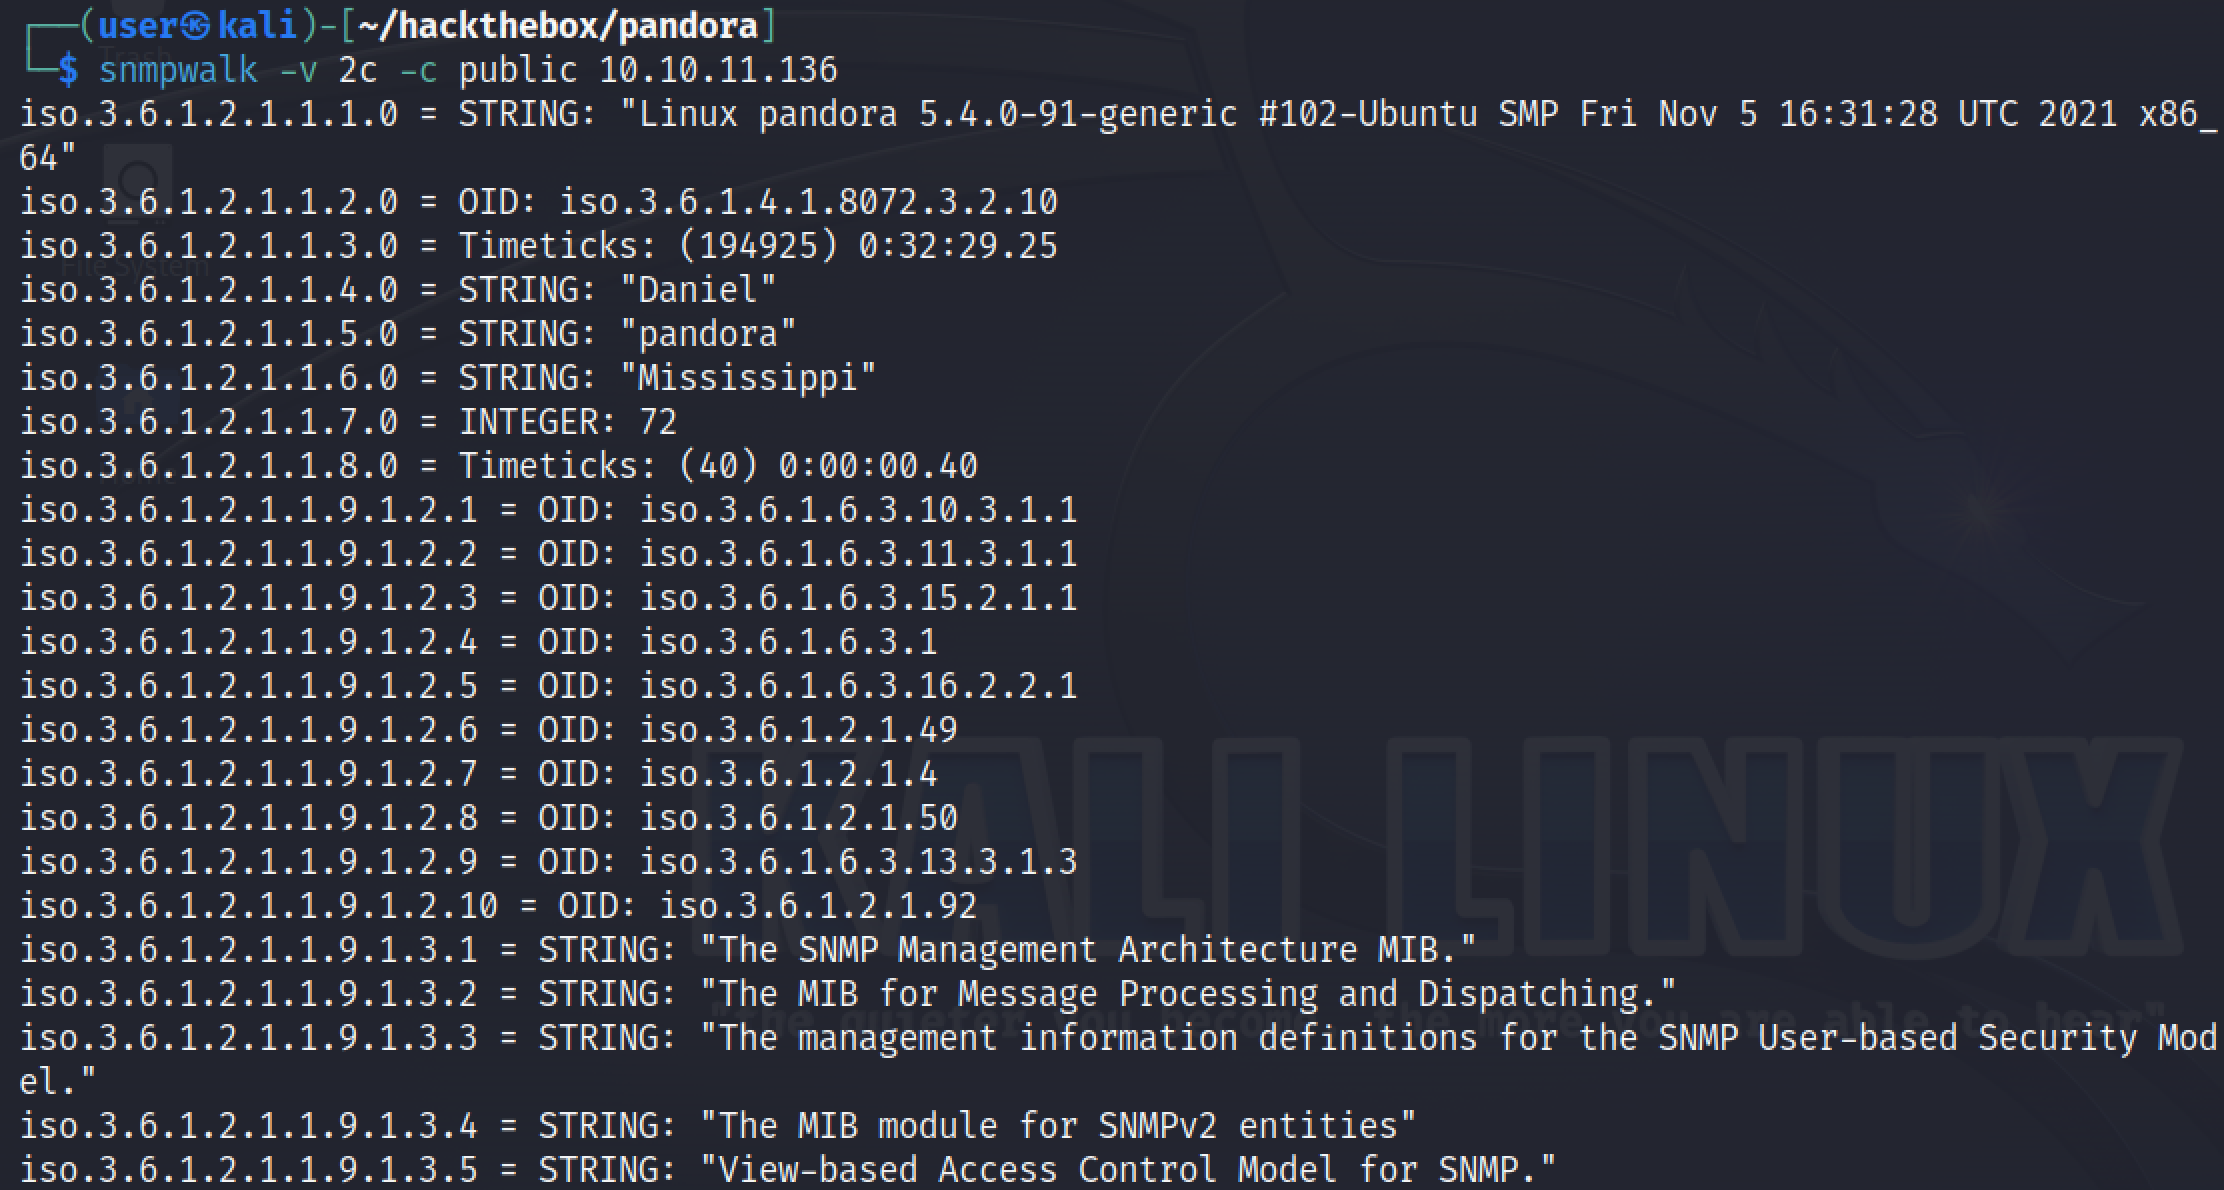 ┌──(user㉿kali)-[~/hackthebox/pandora]
└─$ snmpwalk -v 2c -c public 10.10.11.136
iso.3.6.1.2.1.1.1.0 = STRING: "Linux pandora 5.4.0-91-generic #102-Ubuntu SMP Fri Nov 5 16:31:28 UTC 2021 x86_
64"
iso.3.6.1.2.1.1.2.0 = OID: iso.3.6.1.4.1.8072.3.2.10
iso.3.6.1.2.1.1.3.0 = Timeticks: (194925) 0:32:29.25
iso.3.6.1.2.1.1.4.0 = STRING: "Daniel"
iso.3.6.1.2.1.1.5.0 = STRING: "pandora"
iso.3.6.1.2.1.1.6.0 = STRING: "Mississippi"
iso.3.6.1.2.1.1.7.0 = INTEGER: 72
iso.3.6.1.2.1.1.8.0 = Timeticks: (40) 0:00:00.40
iso.3.6.1.2.1.1.9.1.2.1 = OID: iso.3.6.1.6.3.10.3.1.1
iso.3.6.1.2.1.1.9.1.2.2 = OID: iso.3.6.1.6.3.11.3.1.1
iso.3.6.1.2.1.1.9.1.2.3 = OID: iso.3.6.1.6.3.15.2.1.1
iso.3.6.1.2.1.1.9.1.2.4 = OID: iso.3.6.1.6.3.1
iso.3.6.1.2.1.1.9.1.2.5 = OID: iso.3.6.1.6.3.16.2.2.1
iso.3.6.1.2.1.1.9.1.2.6 = OID: iso.3.6.1.2.1.49
iso.3.6.1.2.1.1.9.1.2.7 = OID: iso.3.6.1.2.1.4
iso.3.6.1.2.1.1.9.1.2.8 = OID: iso.3.6.1.2.1.50
iso.3.6.1.2.1.1.9.1.2.9 = OID: iso.3.6.1.6.3.13.3.1.3
iso.3.6.1.2.1.1.9.1.2.10 = OID: iso.3.6.1.2.1.92
iso.3.6.1.2.1.1.9.1.3.1 = STRING: "The SNMP Management Architecture MIB."
iso.3.6.1.2.1.1.9.1.3.2 = STRING: "The MIB for Message Processing and Dispatching."
iso.3.6.1.2.1.1.9.1.3.3 = STRING: "The management information definitions for the SNMP User-based Security Mod
el."
iso.3.6.1.2.1.1.9.1.3.4 = STRING: "The MIB module for SNMPv2 entities"
iso.3.6.1.2.1.1.9.1.3.5 = STRING: "View-based Access Control Model for SNMP."
Trash
File System
Home
KALI LINUX
"the quieter you become, the more you are able to hear"